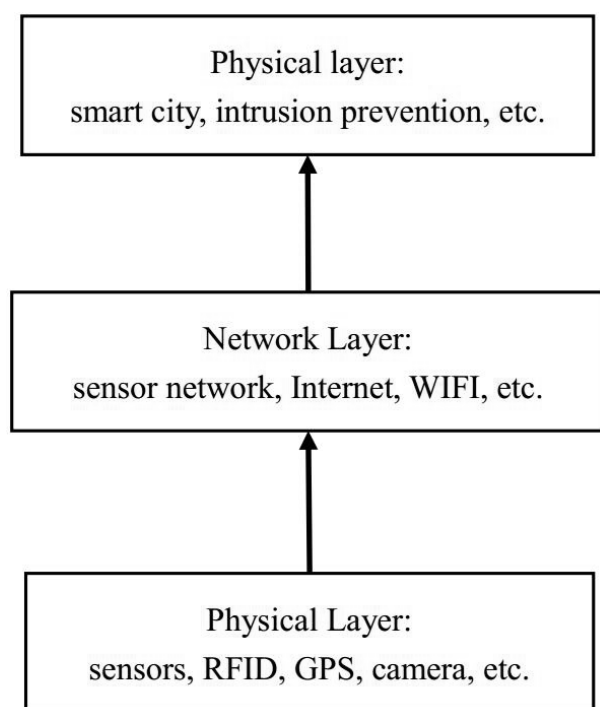 Physical layer:
smart city, intrusion prevention, etc.
Network Layer:
sensor network, Internet, WIFI, etc.
Physical Layer:
sensors, RFID, GPS, camera, etc.